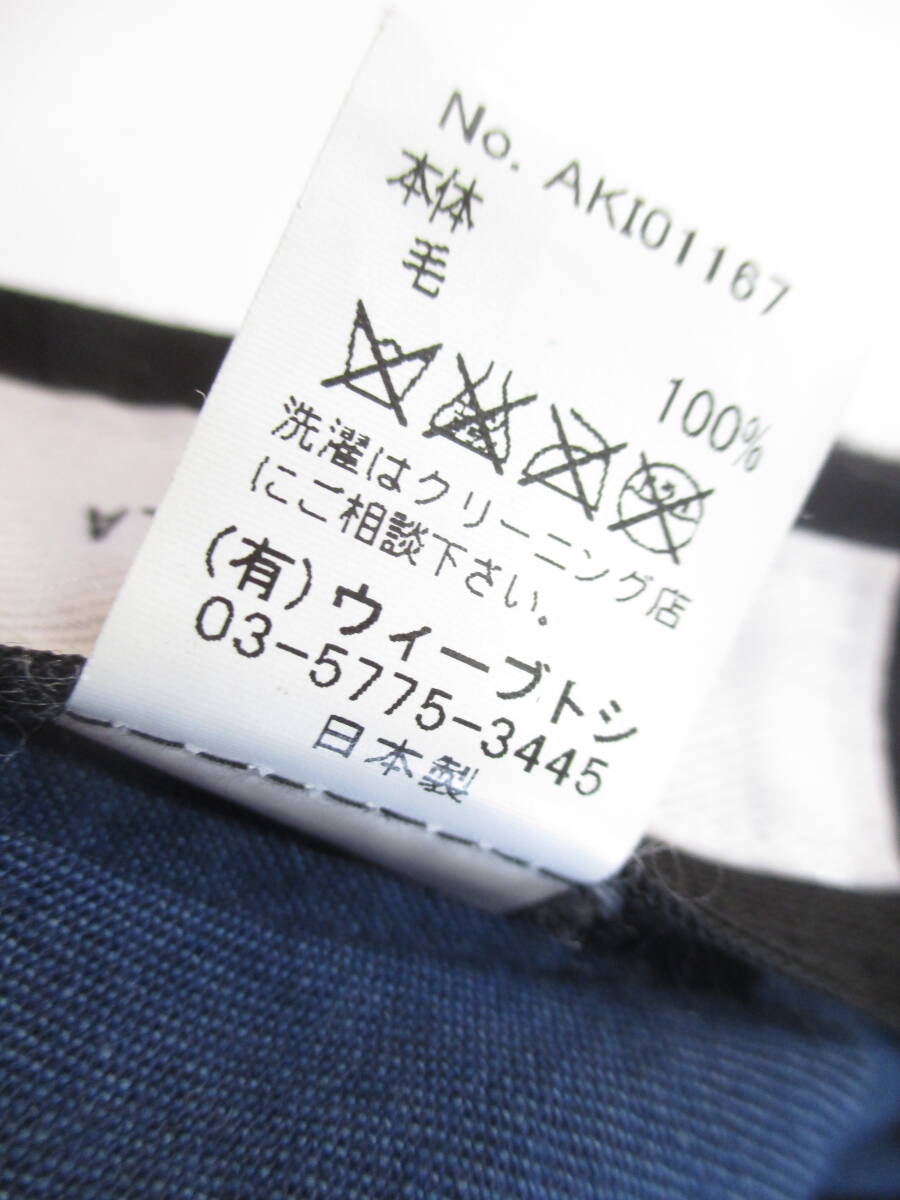 No. AKI01167
本体
毛 100%
洗濯はクリーニング店
にご相談下さい。
(有)ウィーブトシ
03-5775-3445
日本製